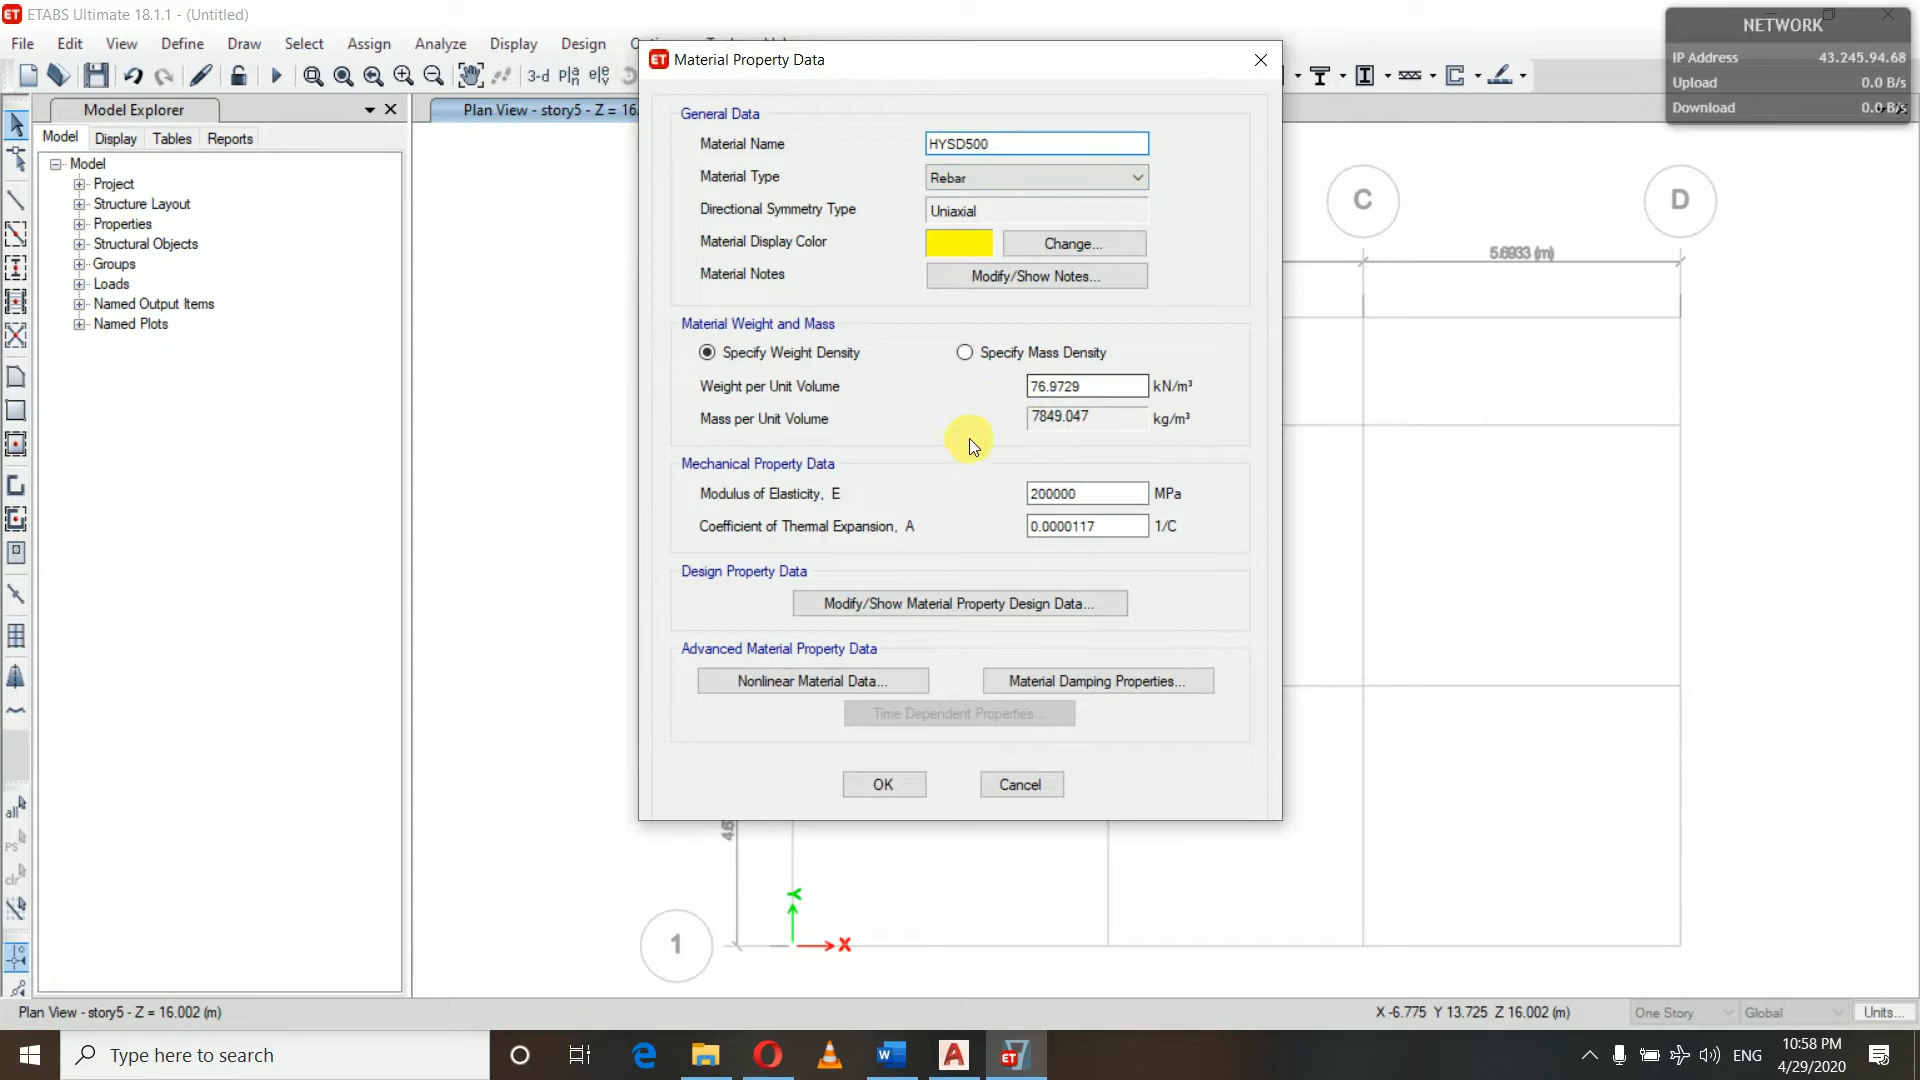 ETABS Ultimate 18.1.1 - (Untitled)
File Edit View Define Draw Select Assign Analyze Display Design
3-d
Model Explorer
Plan View - story5 - Z = 16.
Model Display Tables Reports
Model
Project
Structure Layout
Properties
Structural Objects
Groups
Loads
Named Output Items
Named Plots
Material Property Data
General Data
Material Name HYSD500
Material Type Rebar
Directional Symmetry Type Uniaxial
Material Display Color Change...
Material Notes Modify/Show Notes...
Material Weight and Mass
Specify Weight Density Specify Mass Density
Weight per Unit Volume 76.9729 kN/m³
Mass per Unit Volume 7849.047 kg/m³
Mechanical Property Data
Modulus of Elasticity, E 200000 MPa
Coefficient of Thermal Expansion, A 0.0000117 1/C
Design Property Data
Modify/Show Material Property Design Data...
Advanced Material Property Data
Nonlinear Material Data... Material Damping Properties...
Time Dependent Properties...
OK Cancel
NETWORK
IP Address 43.245.94.68
Upload 0.0 B/s
Download 0.0 B/s
C D
5.6933 (m)
1
Y
X
all
PS
clr
Plan View - story5 - Z = 16.002 (m)
X -6.775 Y 13.725 Z 16.002 (m)
One Story Global Units...
Type here to search
ENG
10:58 PM
4/29/2020